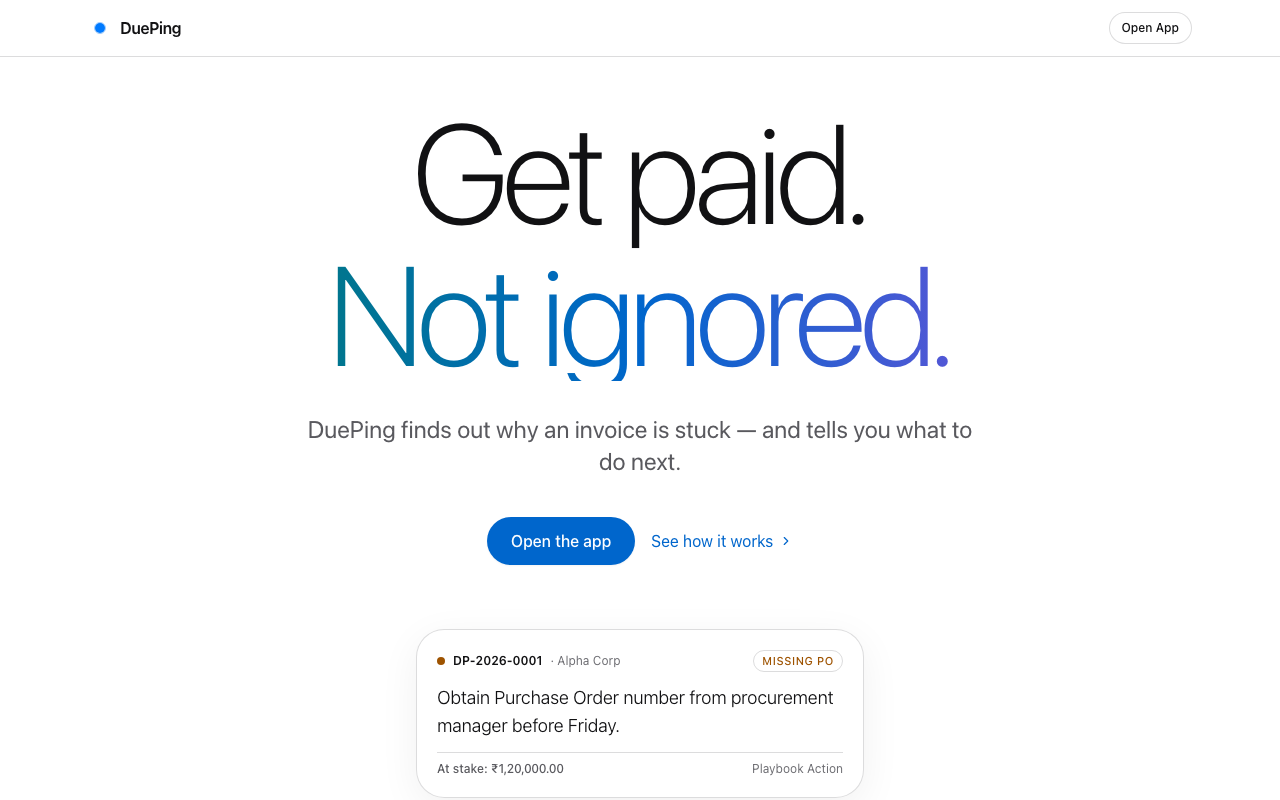 DuePing
Open App
Get paid.
Not ignored.
DuePing finds out why an invoice is stuck — and tells you what to
do next.
Open the app
See how it works ›
DP-2026-0001 · Alpha Corp
MISSING PO
Obtain Purchase Order number from procurement
manager before Friday.
At stake: ₹1,20,000.00
Playbook Action